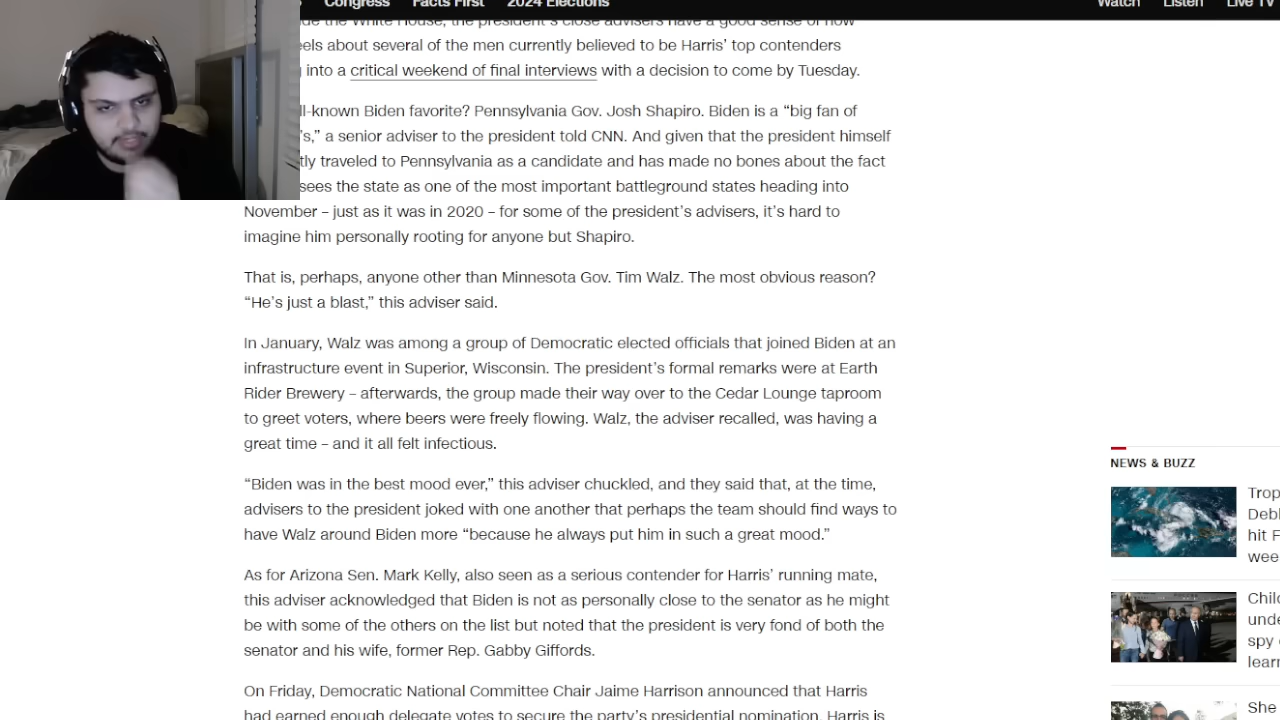 Congress Facts First 2024 Elections Watch Listen Live TV
the White House, the president's close advisers have a good sense of how
about several of the men currently believed to be Harris' top contenders
into a critical weekend of final interviews with a decision to come by Tuesday.
ll-known Biden favorite? Pennsylvania Gov. Josh Shapiro. Biden is a “big fan of
's,” a senior adviser to the president told CNN. And given that the president himself
tly traveled to Pennsylvania as a candidate and has made no bones about the fact
sees the state as one of the most important battleground states heading into
November – just as it was in 2020 – for some of the president's advisers, it's hard to
imagine him personally rooting for anyone but Shapiro.
That is, perhaps, anyone other than Minnesota Gov. Tim Walz. The most obvious reason?
“He's just a blast,” this adviser said.
In January, Walz was among a group of Democratic elected officials that joined Biden at an
infrastructure event in Superior, Wisconsin. The president's formal remarks were at Earth
Rider Brewery – afterwards, the group made their way over to the Cedar Lounge taproom
to greet voters, where beers were freely flowing. Walz, the adviser recalled, was having a
great time – and it all felt infectious.
“Biden was in the best mood ever,” this adviser chuckled, and they said that, at the time,
advisers to the president joked with one another that perhaps the team should find ways to
have Walz around Biden more “because he always put him in such a great mood.”
As for Arizona Sen. Mark Kelly, also seen as a serious contender for Harris' running mate,
this adviser acknowledged that Biden is not as personally close to the senator as he might
be with some of the others on the list but noted that the president is very fond of both the
senator and his wife, former Rep. Gabby Giffords.
On Friday, Democratic National Committee Chair Jaime Harrison announced that Harris
had earned enough delegate votes to secure the party's presidential nomination. Harris is
NEWS & BUZZ
Trop
Debl
hit F
wee
Chil
unde
spy
learn
She